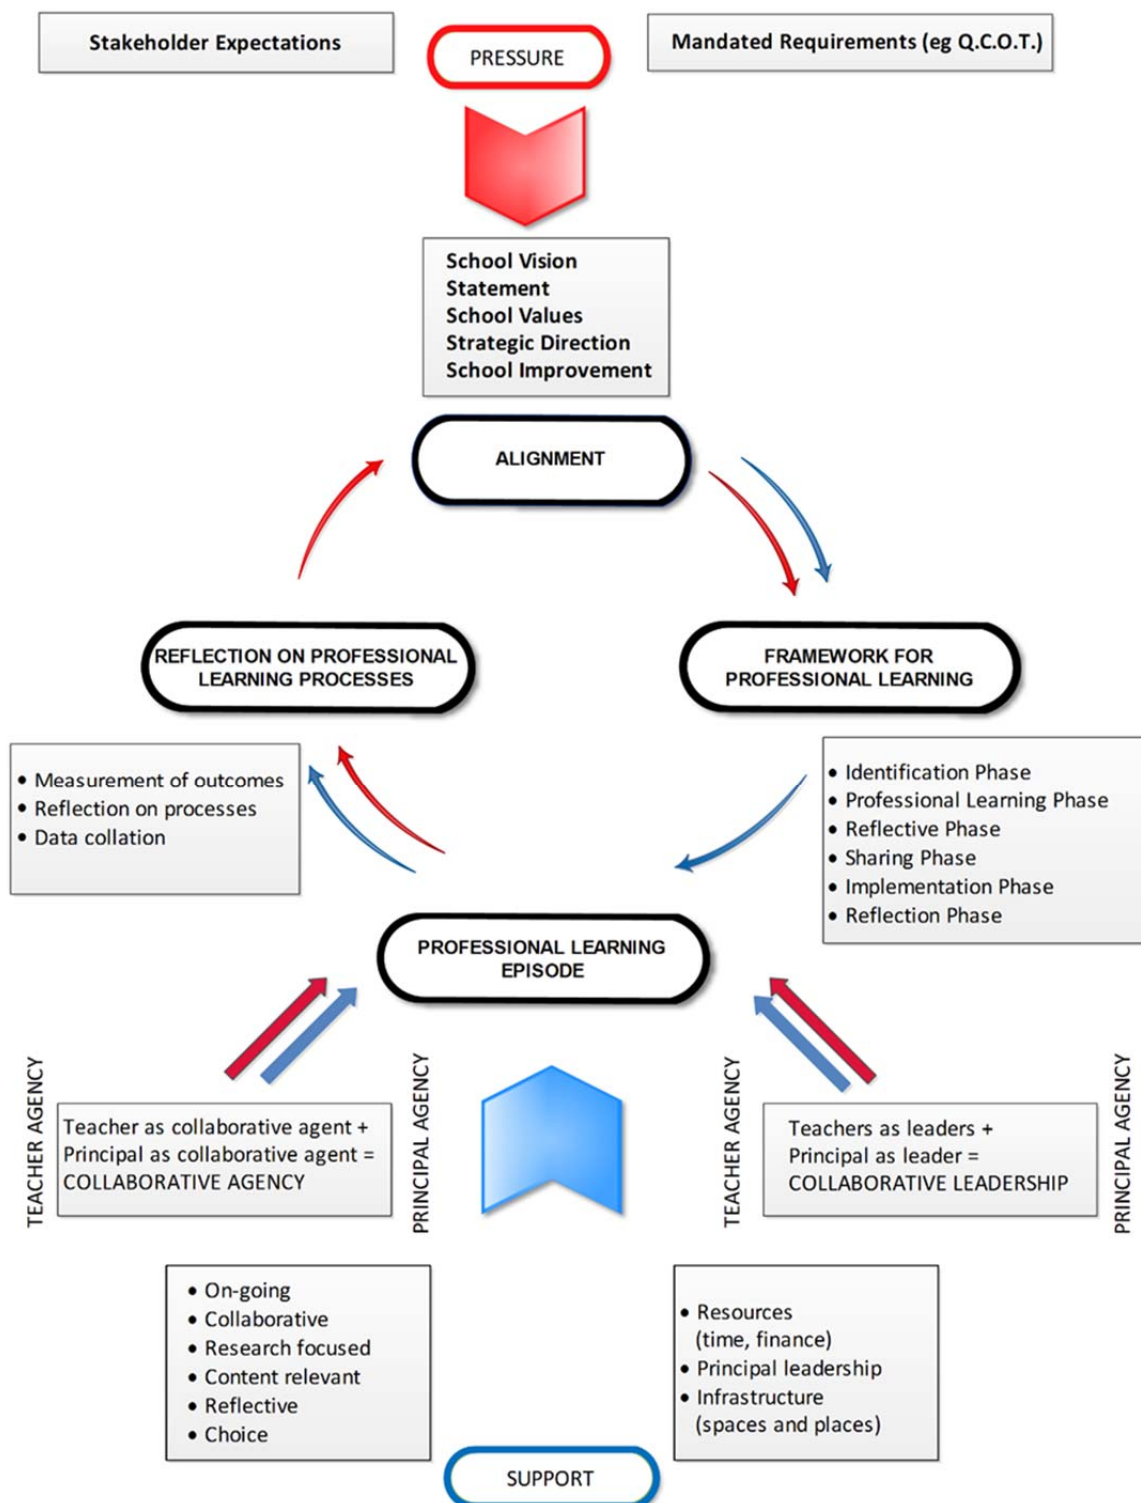 Stakeholder Expectations
PRESSURE
Mandated Requirements (eg Q.C.O.T.)
School Vision
Statement
School Values
Strategic Direction
School Improvement
ALIGNMENT
REFLECTION ON PROFESSIONAL
LEARNING PROCESSES
FRAMEWORK FOR
PROFESSIONAL LEARNING
• Measurement of outcomes
• Reflection on processes
• Data collation
• Identification Phase
• Professional Learning Phase
• Reflective Phase
• Sharing Phase
• Implementation Phase
• Reflection Phase
PROFESSIONAL LEARNING
EPISODE
TEACHER AGENCY
Teacher as collaborative agent +
Principal as collaborative agent =
COLLABORATIVE AGENCY
PRINCIPAL AGENCY
TEACHER AGENCY
Teachers as leaders +
Principal as leader =
COLLABORATIVE LEADERSHIP
PRINCIPAL AGENCY
• On-going
• Collaborative
• Research focused
• Content relevant
• Reflective
• Choice
• Resources
(time, finance)
• Principal leadership
• Infrastructure
(spaces and places)
SUPPORT